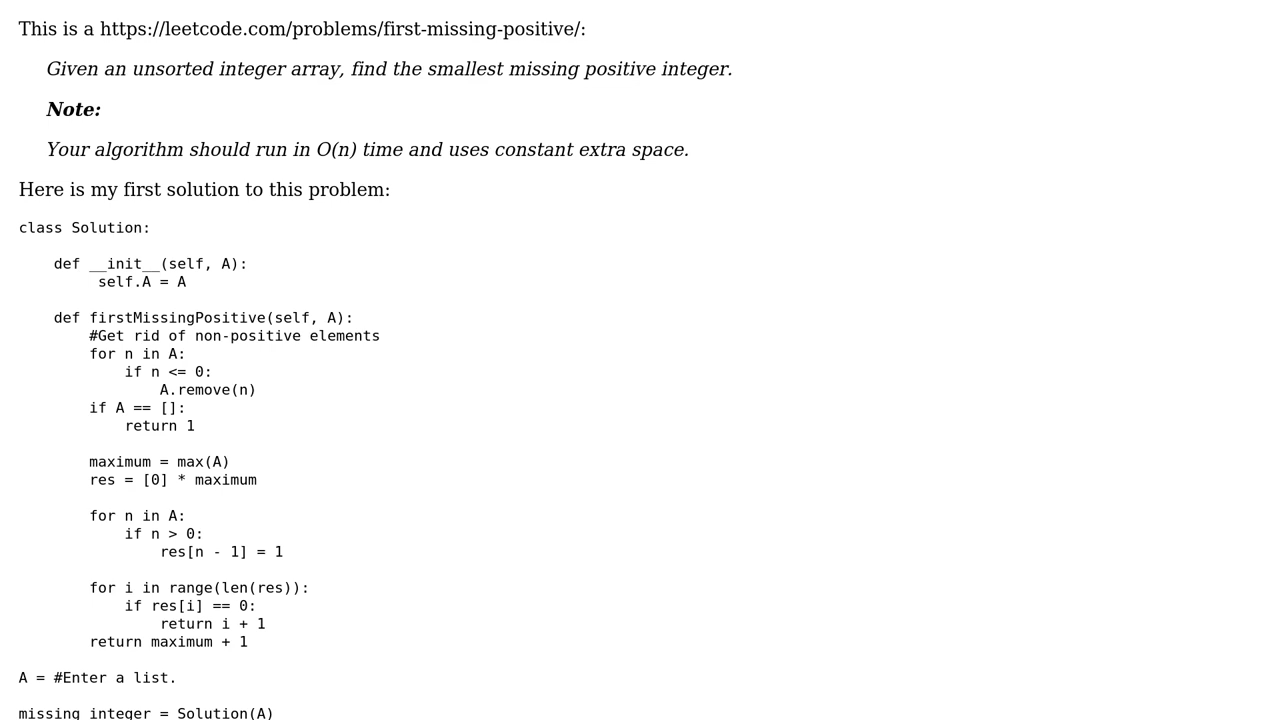 This is a https://leetcode.com/problems/first-missing-positive/:
Given an unsorted integer array, find the smallest missing positive integer.
Note:
Your algorithm should run in O(n) time and uses constant extra space.
Here is my first solution to this problem:
class Solution:
    def __init__(self, A):
         self.A = A
    def firstMissingPositive(self, A):
        #Get rid of non-positive elements
        for n in A:
            if n <= 0:
                A.remove(n)
        if A == []:
            return 1
        maximum = max(A)
        res = [0] * maximum
        for n in A:
            if n > 0:
                res[n - 1] = 1
        for i in range(len(res)):
            if res[i] == 0:
                return i + 1
        return maximum + 1
A = #Enter a list.
missing_integer = Solution(A)